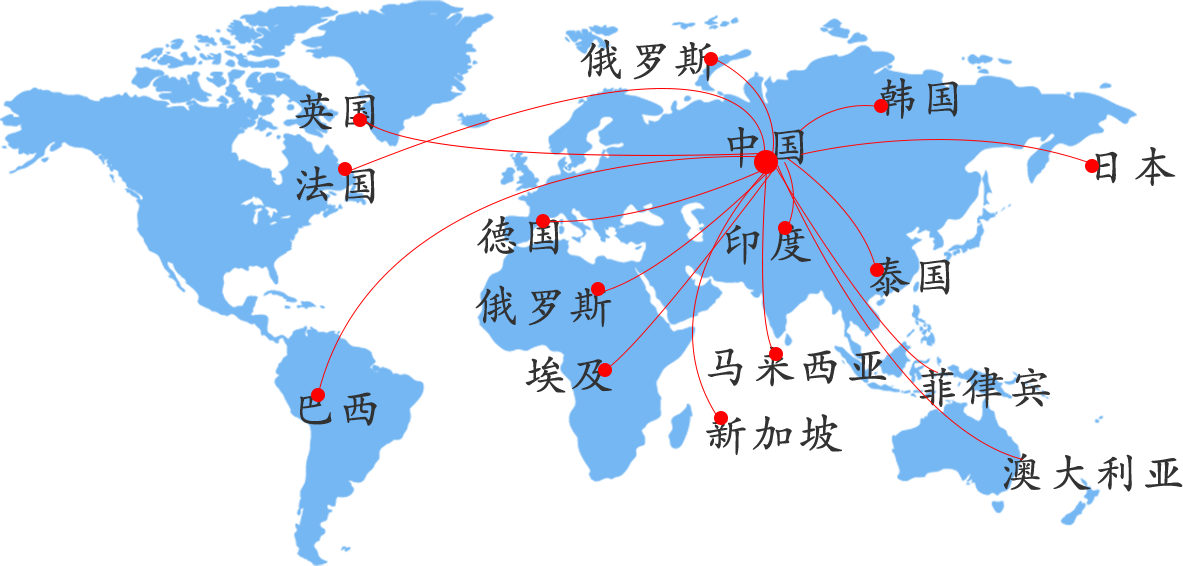 俄罗斯
英国
韩国
中国
日本
法国
德国
印度
泰国
俄罗斯
埃及
马来西亚
菲律宾
巴西
新加坡
澳大利亚